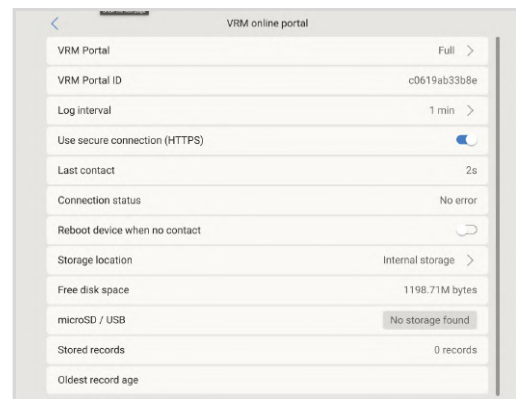 VRM online portal
VRM Portal Full
VRM Portal ID c0619ab33b8e
Log interval 1 min
Use secure connection (HTTPS)
Last contact 2s
Connection status No error
Reboot device when no contact
Storage location Internal storage
Free disk space 1198.71M bytes
microSD / USB No storage found
Stored records 0 records
Oldest record age